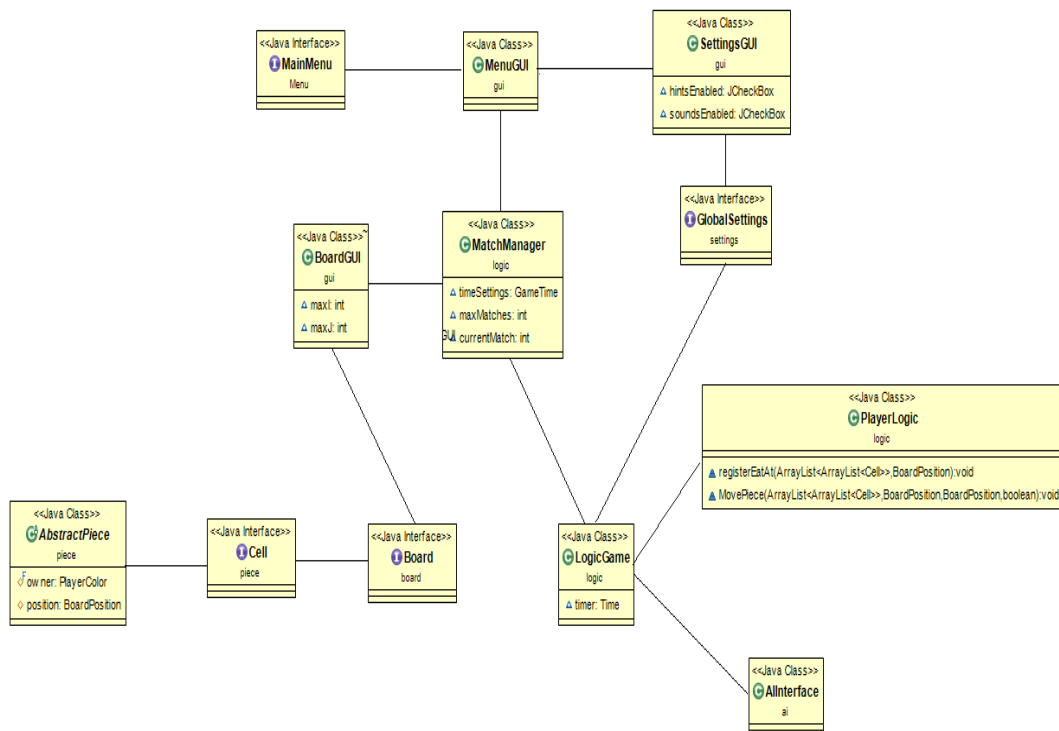 <<Java Interface>>
MainMenu
Menu
<<Java Class>>
MenuGUI
gui
<<Java Class>>
SettingsGUI
gui
hintsEnabled: JCheckBox
soundsEnabled: JCheckBox
<<Java Interface>>
GlobalSettings
settings
<<Java Class>>~
BoardGUI
gui
maxI: int
maxJ: int
<<Java Class>>
MatchManager
logic
timeSettings: GameTime
maxMatches: int
GUI
currentMatch: int
<<Java Class>>
PlayerLogic
logic
registerEatAt(ArrayList<ArrayList<Cell>>,BoardPosition):void
MovePiece(ArrayList<ArrayList<Cell>>,BoardPosition,BoardPosition,boolean):void
<<Java Class>>
AbstractPiece
piece
owner: PlayerColor
position: BoardPosition
<<Java Interface>>
Cell
piece
<<Java Interface>>
Board
board
<<Java Class>>
LogicGame
logic
timer: Time
<<Java Class>>
AIInterface
ai